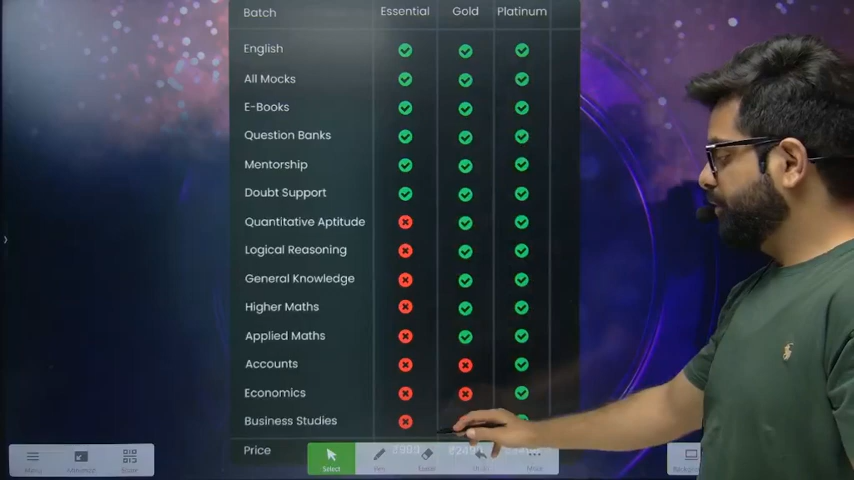 Batch Essential Gold Platinum
English
All Mocks
E-Books
Question Banks
Mentorship
Doubt Support
Quantitative Aptitude
Logical Reasoning
General Knowledge
Higher Maths
Applied Maths
Accounts
Economics
Business Studies
Price
Select